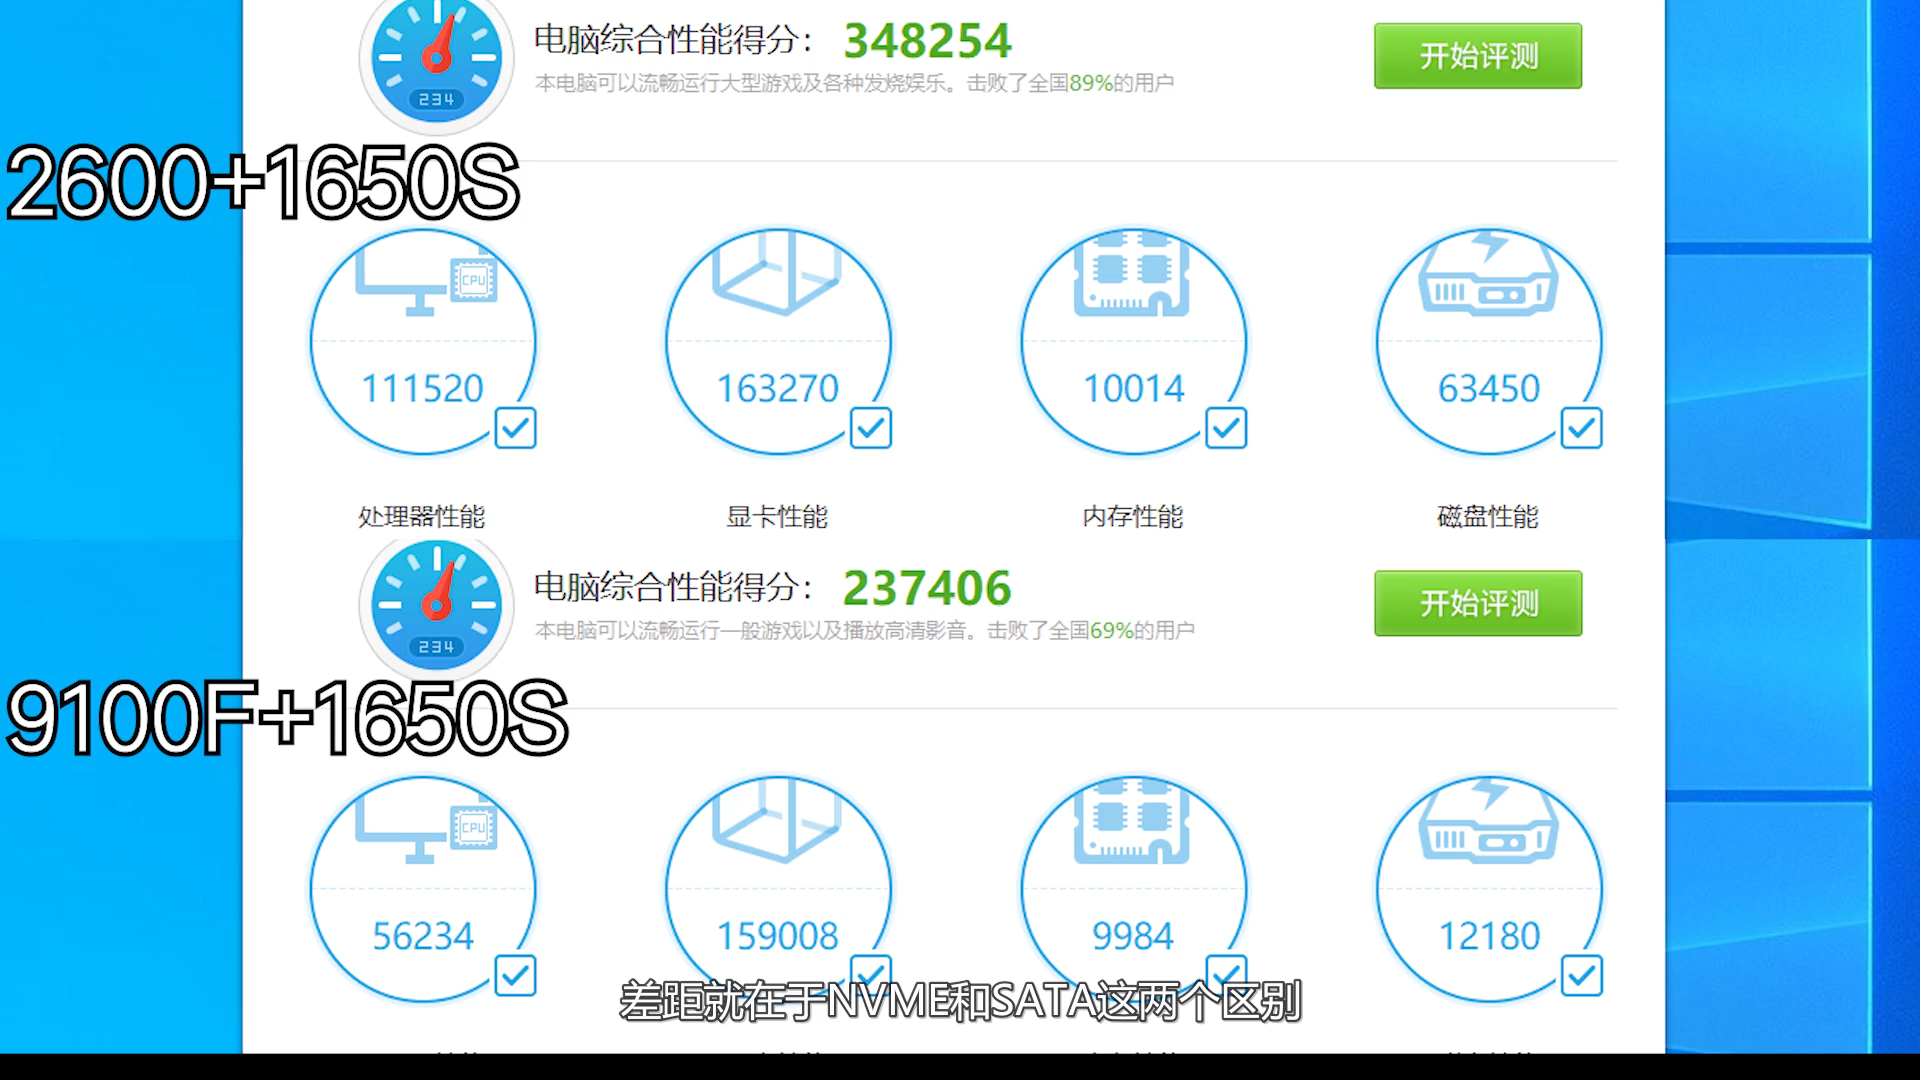 电脑综合性能得分： 348254
开始评测
本电脑可以流畅运行大型游戏及各种发烧娱乐。击败了全国89%的用户
234
2600+1650S
CPU
111520
163270
10014
63450
处理器性能
显卡性能
内存性能
磁盘性能
电脑综合性能得分： 237406
开始评测
本电脑可以流畅运行一般游戏以及播放高清影音。击败了全国69%的用户
234
9100F+1650S
CPU
56234
159008
9984
12180
差距就在于NVME和SATA这两个区别